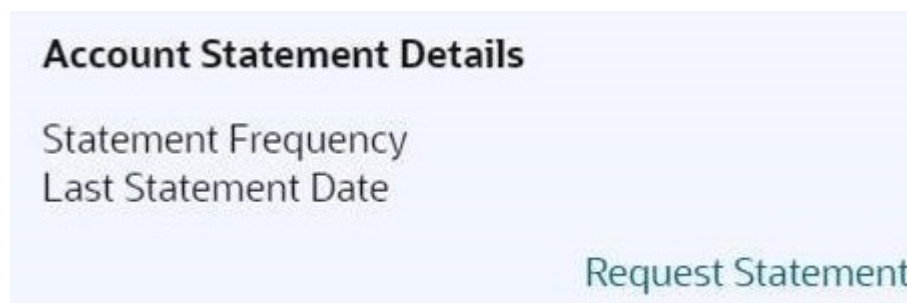 Account Statement Details
Statement Frequency
Last Statement Date
Request Statement